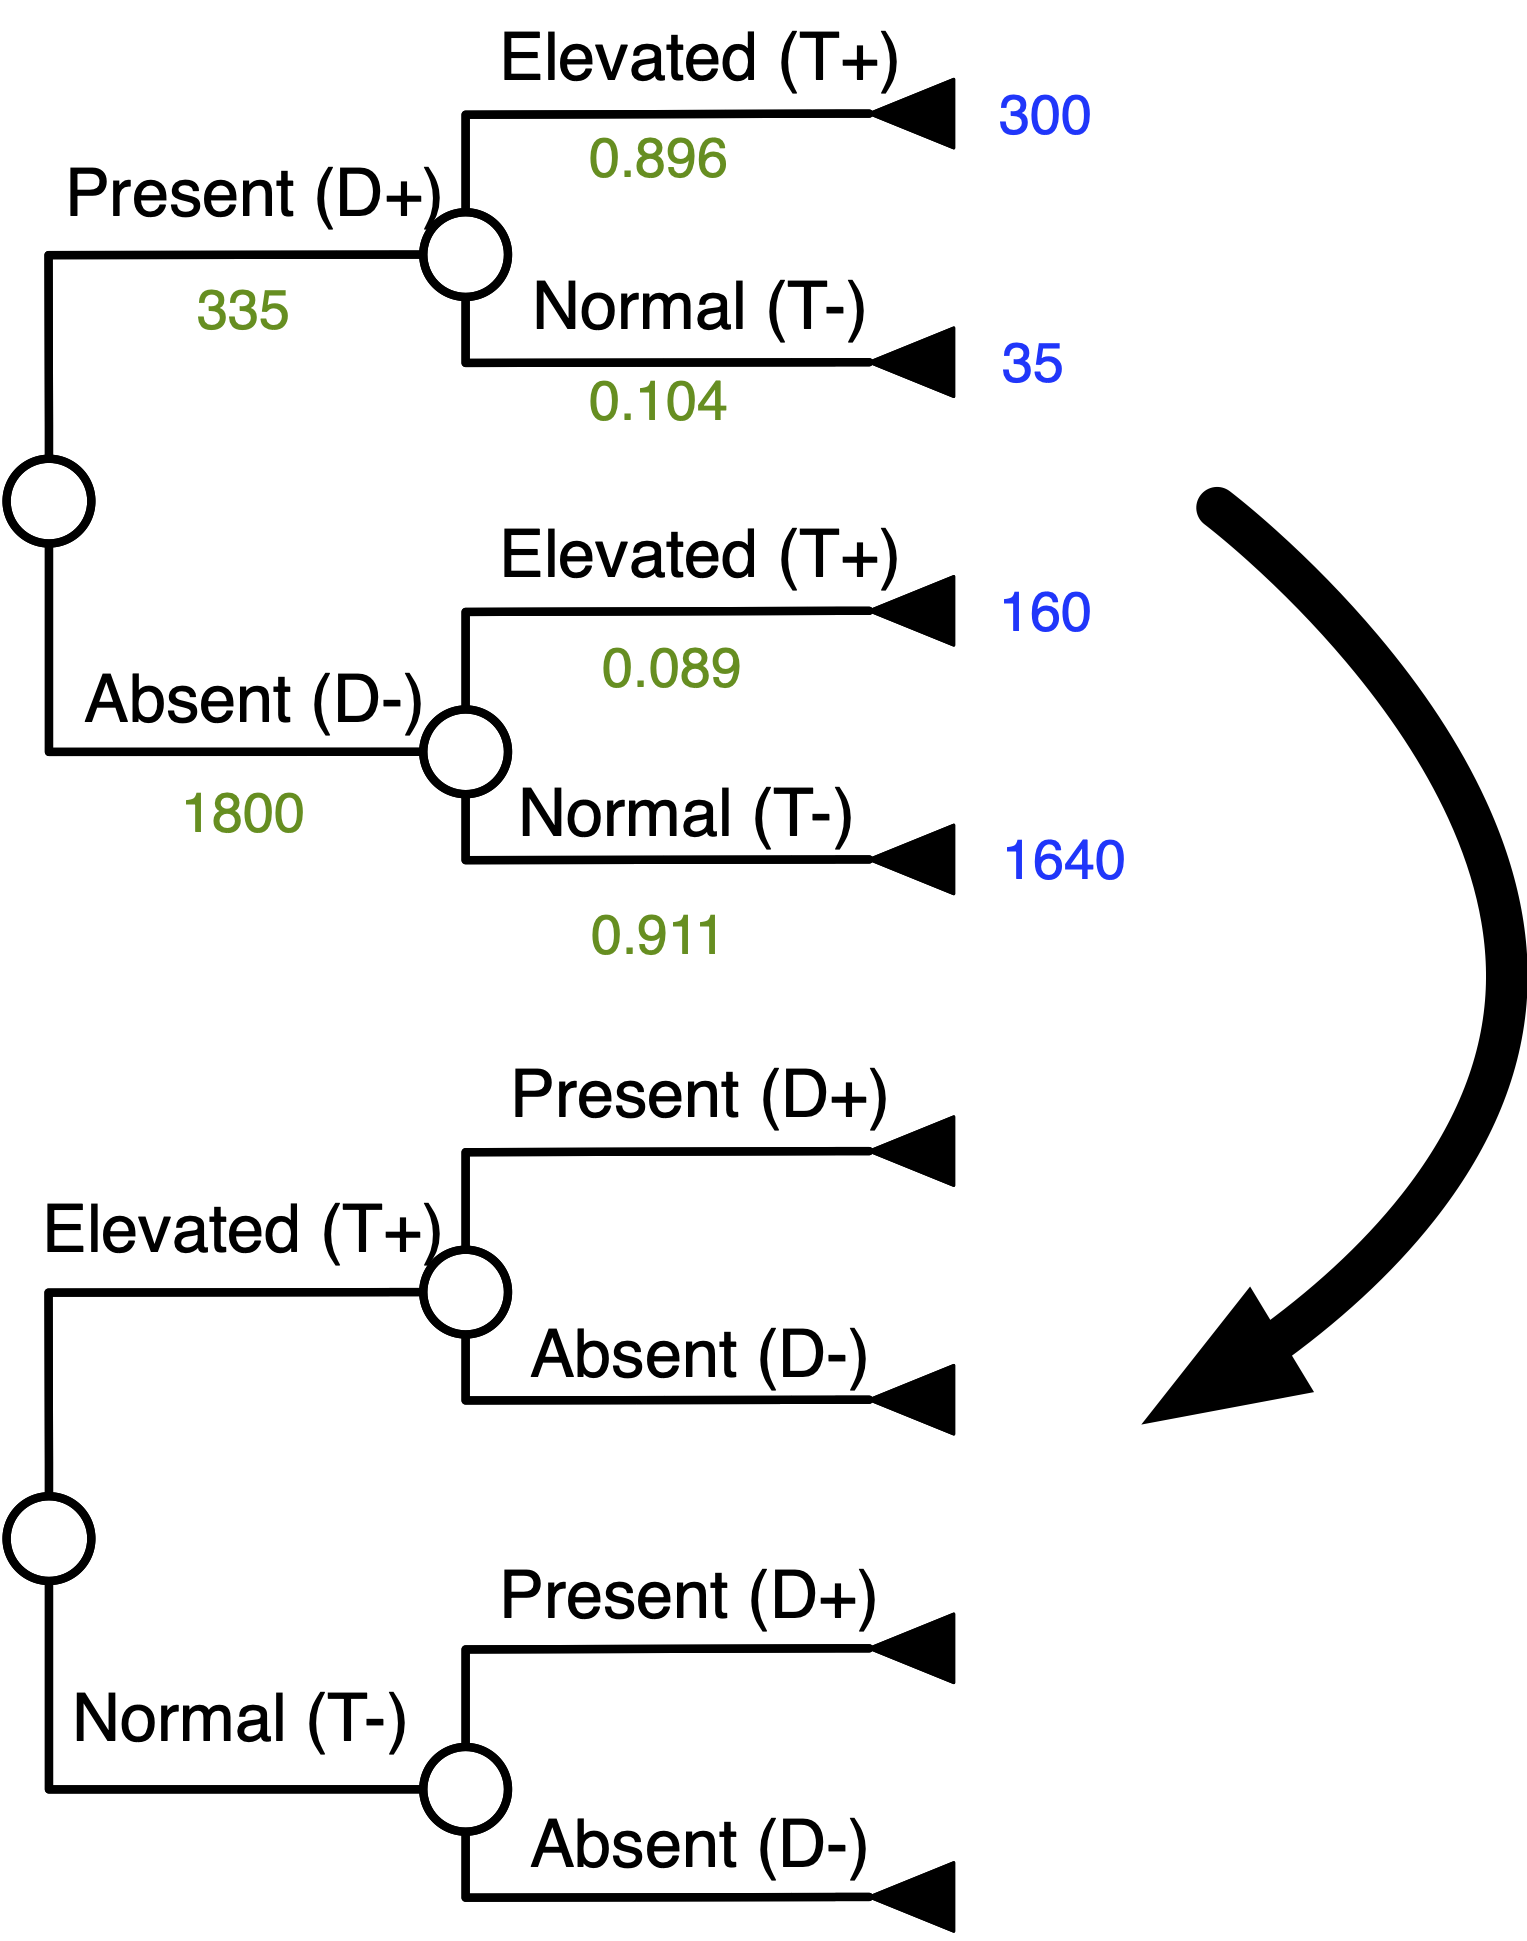 Elevated (T+)
300
0.896
Present (D+)
335
Normal (T-)
35
0.104
Elevated (T+)
160
0.089
Absent (D-)
1800
Normal (T-)
1640
0.911
Present (D+)
Elevated (T+)
Absent (D-)
Present (D+)
Normal (T-)
Absent (D-)